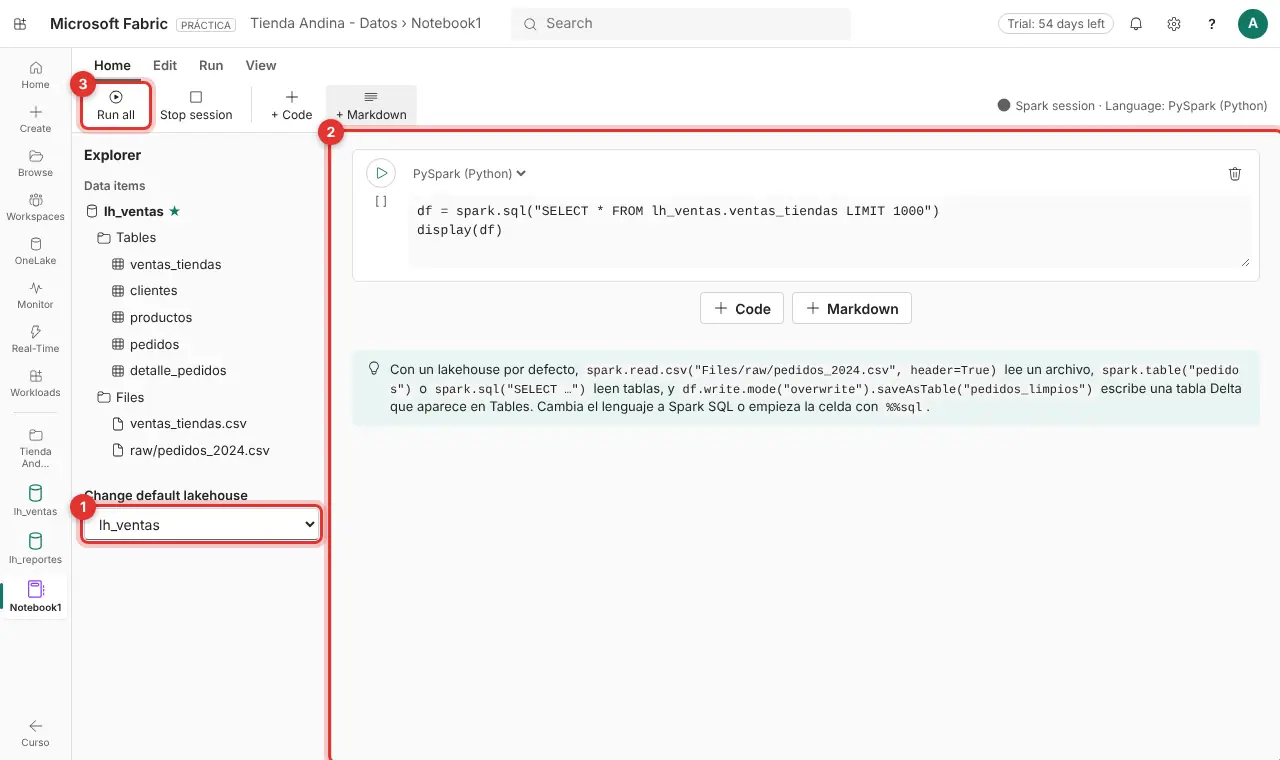 Microsoft Fabric PRÁCTICA Tienda Andina - Datos › Notebook1 Search Trial: 54 days left ? A
Home Edit Run View
Home
Create
Browse
Workspaces
OneLake
Monitor
Real-Time
Workloads
Tienda
And...
lh_ventas
lh_reportes
Notebook1
Curso
3
Run all Stop session + Code + Markdown
Spark session · Language: PySpark (Python)
Explorer
Data items
lh_ventas ★
Tables
ventas_tiendas
clientes
productos
pedidos
detalle_pedidos
Files
ventas_tiendas.csv
raw/pedidos_2024.csv
Change default lakehouse
1
lh_ventas
2
PySpark (Python)
[ ]
df = spark.sql("SELECT * FROM lh_ventas.ventas_tiendas LIMIT 1000")
display(df)
+ Code + Markdown
Con un lakehouse por defecto, spark.read.csv("Files/raw/pedidos_2024.csv", header=True) lee un archivo, spark.table("pedido
s") o spark.sql("SELECT …") leen tablas, y df.write.mode("overwrite").saveAsTable("pedidos_limpios") escribe una tabla Delta
que aparece en Tables. Cambia el lenguaje a Spark SQL o empieza la celda con %%sql .